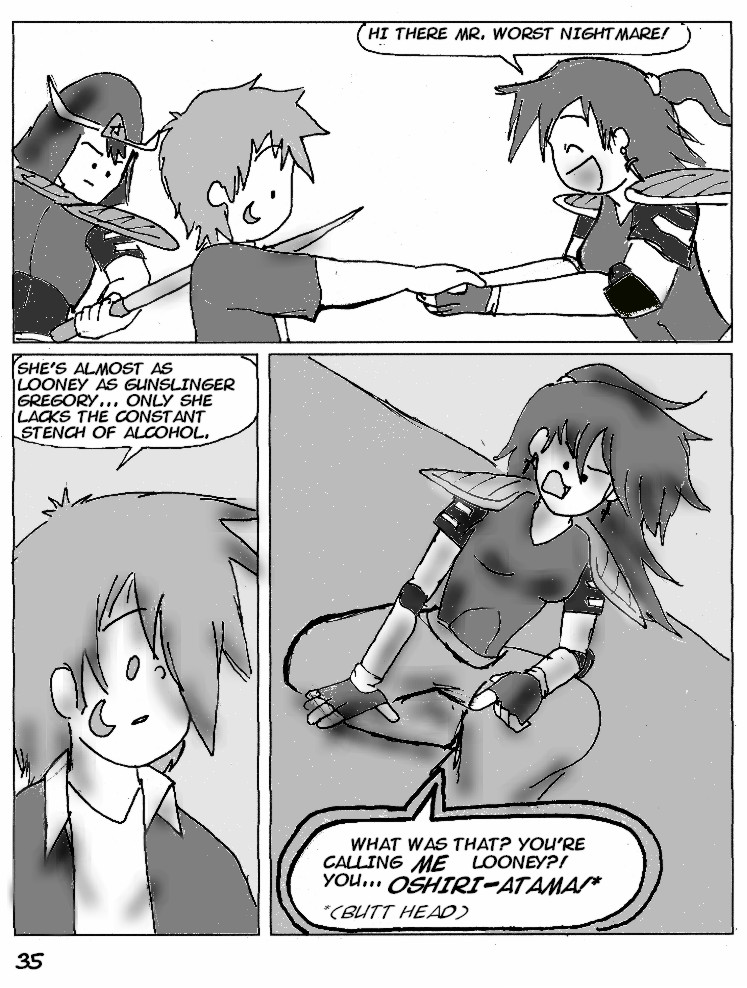 HI THERE MR. WORST NIGHTMARE!
SHE'S ALMOST AS
LOONEY AS GUNSLINGER
GREGORY... ONLY SHE
LACKS THE CONSTANT
STENCH OF ALCOHOL.
WHAT WAS THAT? YOU'RE
CALLING ME LOONEY?!
YOU... OSHIRI-ATAMA!*
*(BUTT HEAD)
35